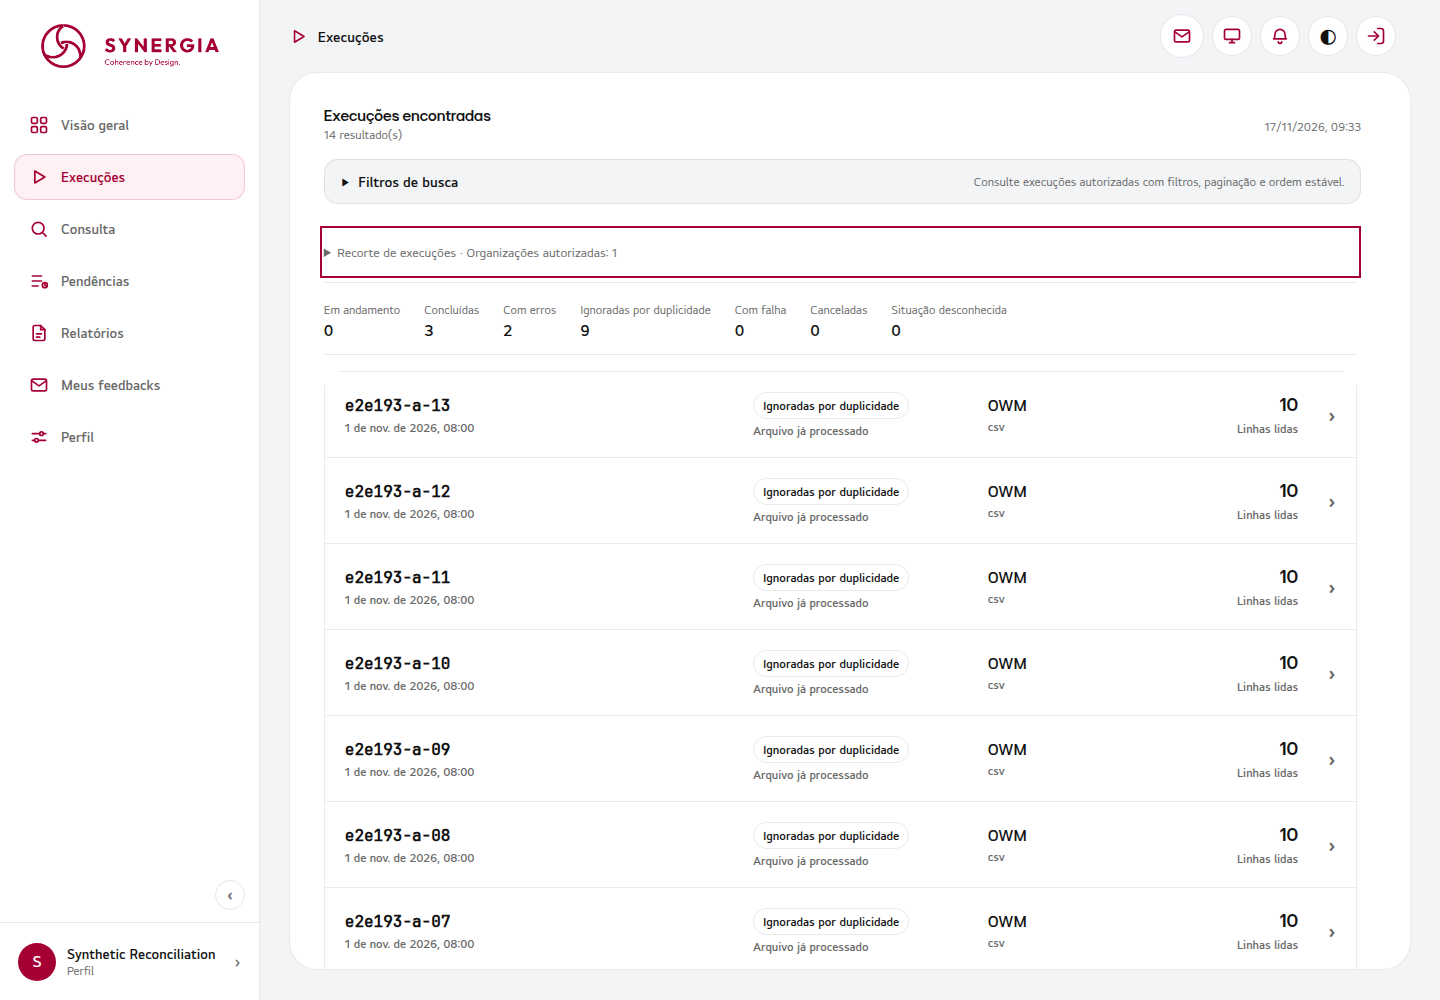 SYNERGIA
Coherence by Design.
Visão geral
Execuções
Consulta
Pendências
Relatórios
Meus feedbacks
Perfil
S
Synthetic Reconciliation
Perfil
Execuções
Execuções encontradas
14 resultado(s)
17/11/2026, 09:33
Filtros de busca
Consulte execuções autorizadas com filtros, paginação e ordem estável.
Recorte de execuções · Organizações autorizadas: 1
Em andamento Concluídas Com erros Ignoradas por duplicidade Com falha Canceladas Situação desconhecida
0 3 2 9 0 0 0
e2e193-a-13 Ignoradas por duplicidade OWM 10
1 de nov. de 2026, 08:00 Arquivo já processado csv Linhas lidas
e2e193-a-12 Ignoradas por duplicidade OWM 10
1 de nov. de 2026, 08:00 Arquivo já processado csv Linhas lidas
e2e193-a-11 Ignoradas por duplicidade OWM 10
1 de nov. de 2026, 08:00 Arquivo já processado csv Linhas lidas
e2e193-a-10 Ignoradas por duplicidade OWM 10
1 de nov. de 2026, 08:00 Arquivo já processado csv Linhas lidas
e2e193-a-09 Ignoradas por duplicidade OWM 10
1 de nov. de 2026, 08:00 Arquivo já processado csv Linhas lidas
e2e193-a-08 Ignoradas por duplicidade OWM 10
1 de nov. de 2026, 08:00 Arquivo já processado csv Linhas lidas
e2e193-a-07 Ignoradas por duplicidade OWM 10
1 de nov. de 2026, 08:00 Arquivo já processado csv Linhas lidas